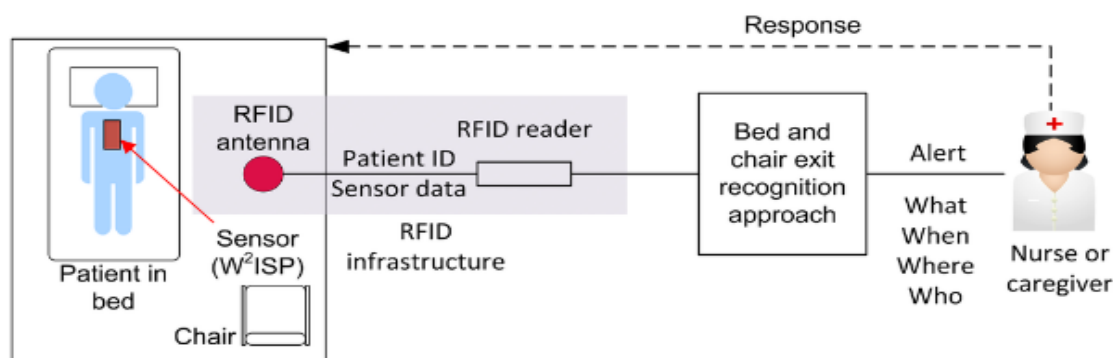 Response
RFID
antenna
RFID reader
Patient ID
Sensor data
RFID
infrastructure
Sensor
(W²ISP)
Patient in
bed
Chair
Bed and
chair exit
recognition
approach
Alert
What
When
Where
Who
Nurse or
caregiver